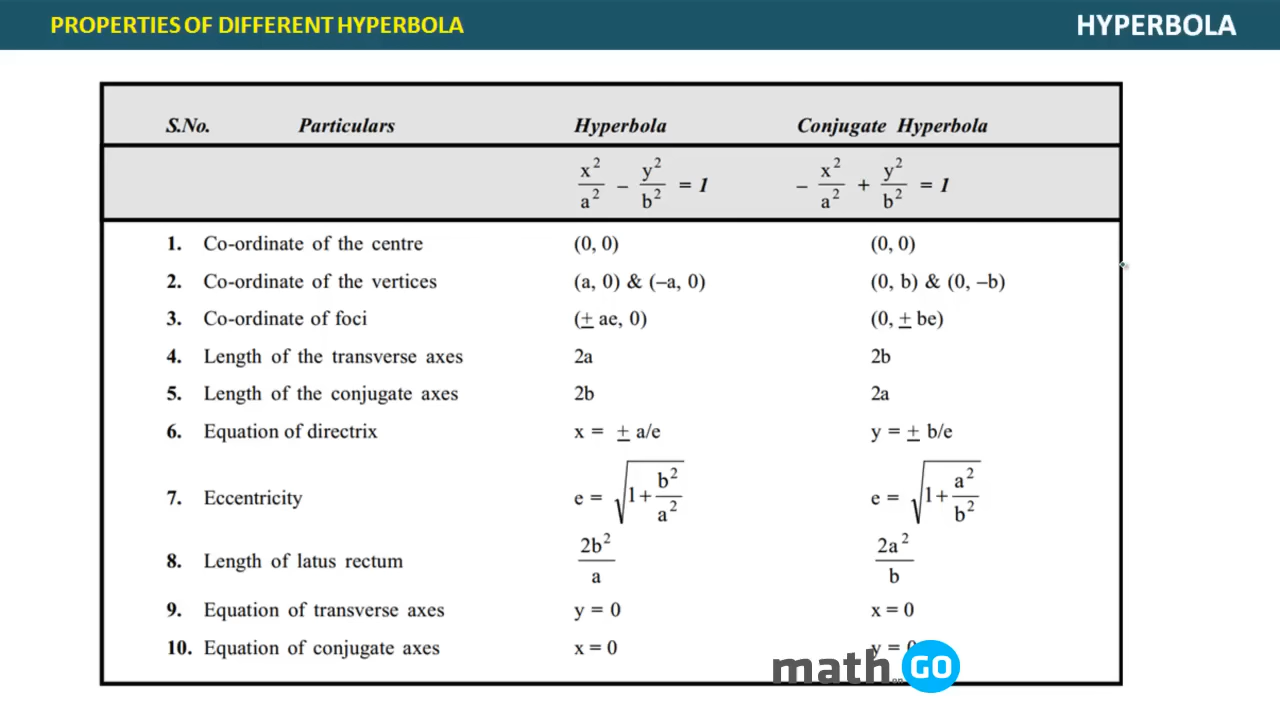 PROPERTIES OF DIFFERENT HYPERBOLA HYPERBOLA
S.No. Particulars Hyperbola Conjugate Hyperbola
x²/a² – y²/b² = 1 – x²/a² + y²/b² = 1
1. Co-ordinate of the centre (0, 0) (0, 0)
2. Co-ordinate of the vertices (a, 0) & (–a, 0) (0, b) & (0, –b)
3. Co-ordinate of foci (± ae, 0) (0, ± be)
4. Length of the transverse axes 2a 2b
5. Length of the conjugate axes 2b 2a
6. Equation of directrix x = ± a/e y = ± b/e
7. Eccentricity e = √(1+b²/a²) e = √(1+a²/b²)
8. Length of latus rectum 2b²/a 2a²/b
9. Equation of transverse axes y = 0 x = 0
10. Equation of conjugate axes x = 0 y =
math GO